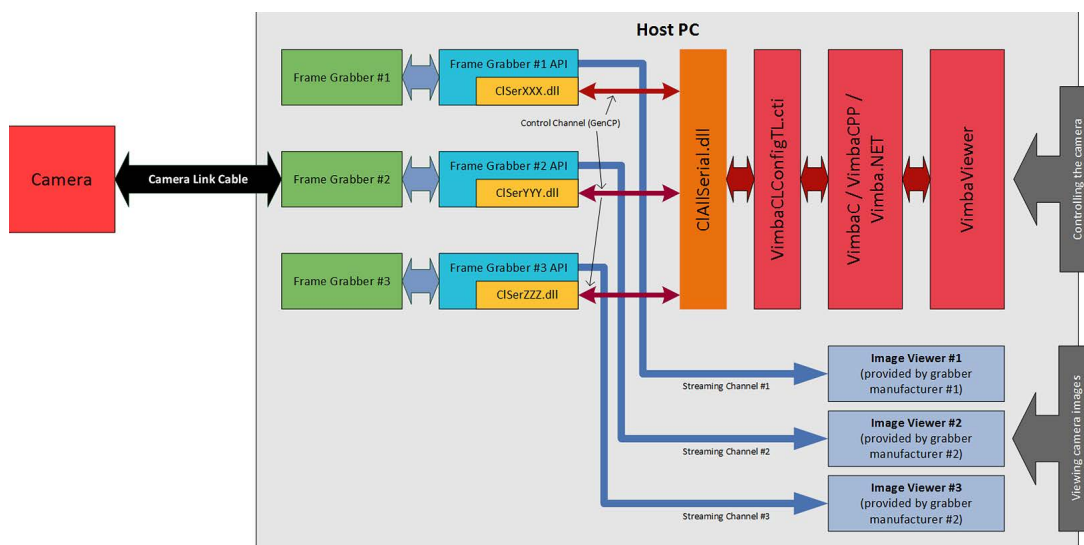 Host PC
Frame Grabber #1
Frame Grabber #1 API
ClSerXXX.dll
Control Channel (GenCP)
Camera
Camera Link Cable
Frame Grabber #2
Frame Grabber #2 API
ClSerYYY.dll
Frame Grabber #3
Frame Grabber #3 API
ClSerZZZ.dll
ClAllSerial.dll
VimbaCLConfigTL.cti
VimbaC / VimbaCPP /
Vimba.NET
VimbaViewer
Controlling the camera
Streaming Channel #1
Image Viewer #1
(provided by grabber
manufacturer #1)
Streaming Channel #2
Image Viewer #2
(provided by grabber
manufacturer #2)
Streaming Channel #3
Image Viewer #3
(provided by grabber
manufacturer #2)
Viewing camera images